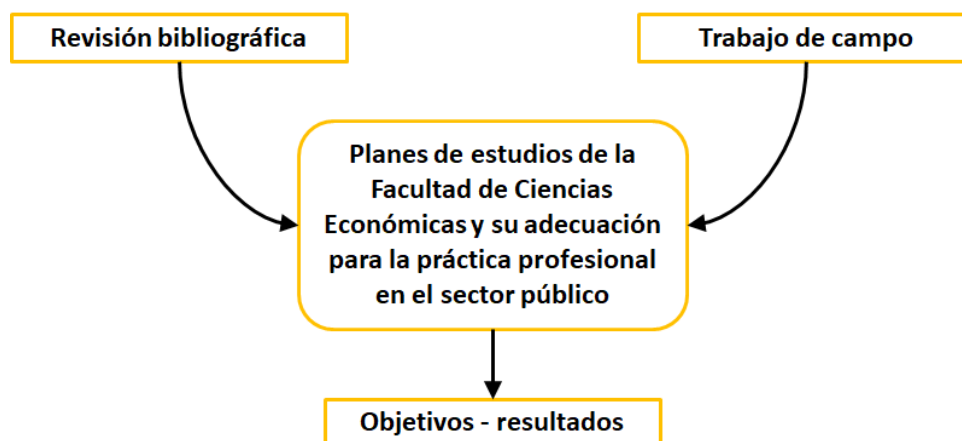 Revisión bibliográfica
Trabajo de campo
Planes de estudios de la
Facultad de Ciencias
Económicas y su adecuación
para la práctica profesional
en el sector público
Objetivos - resultados